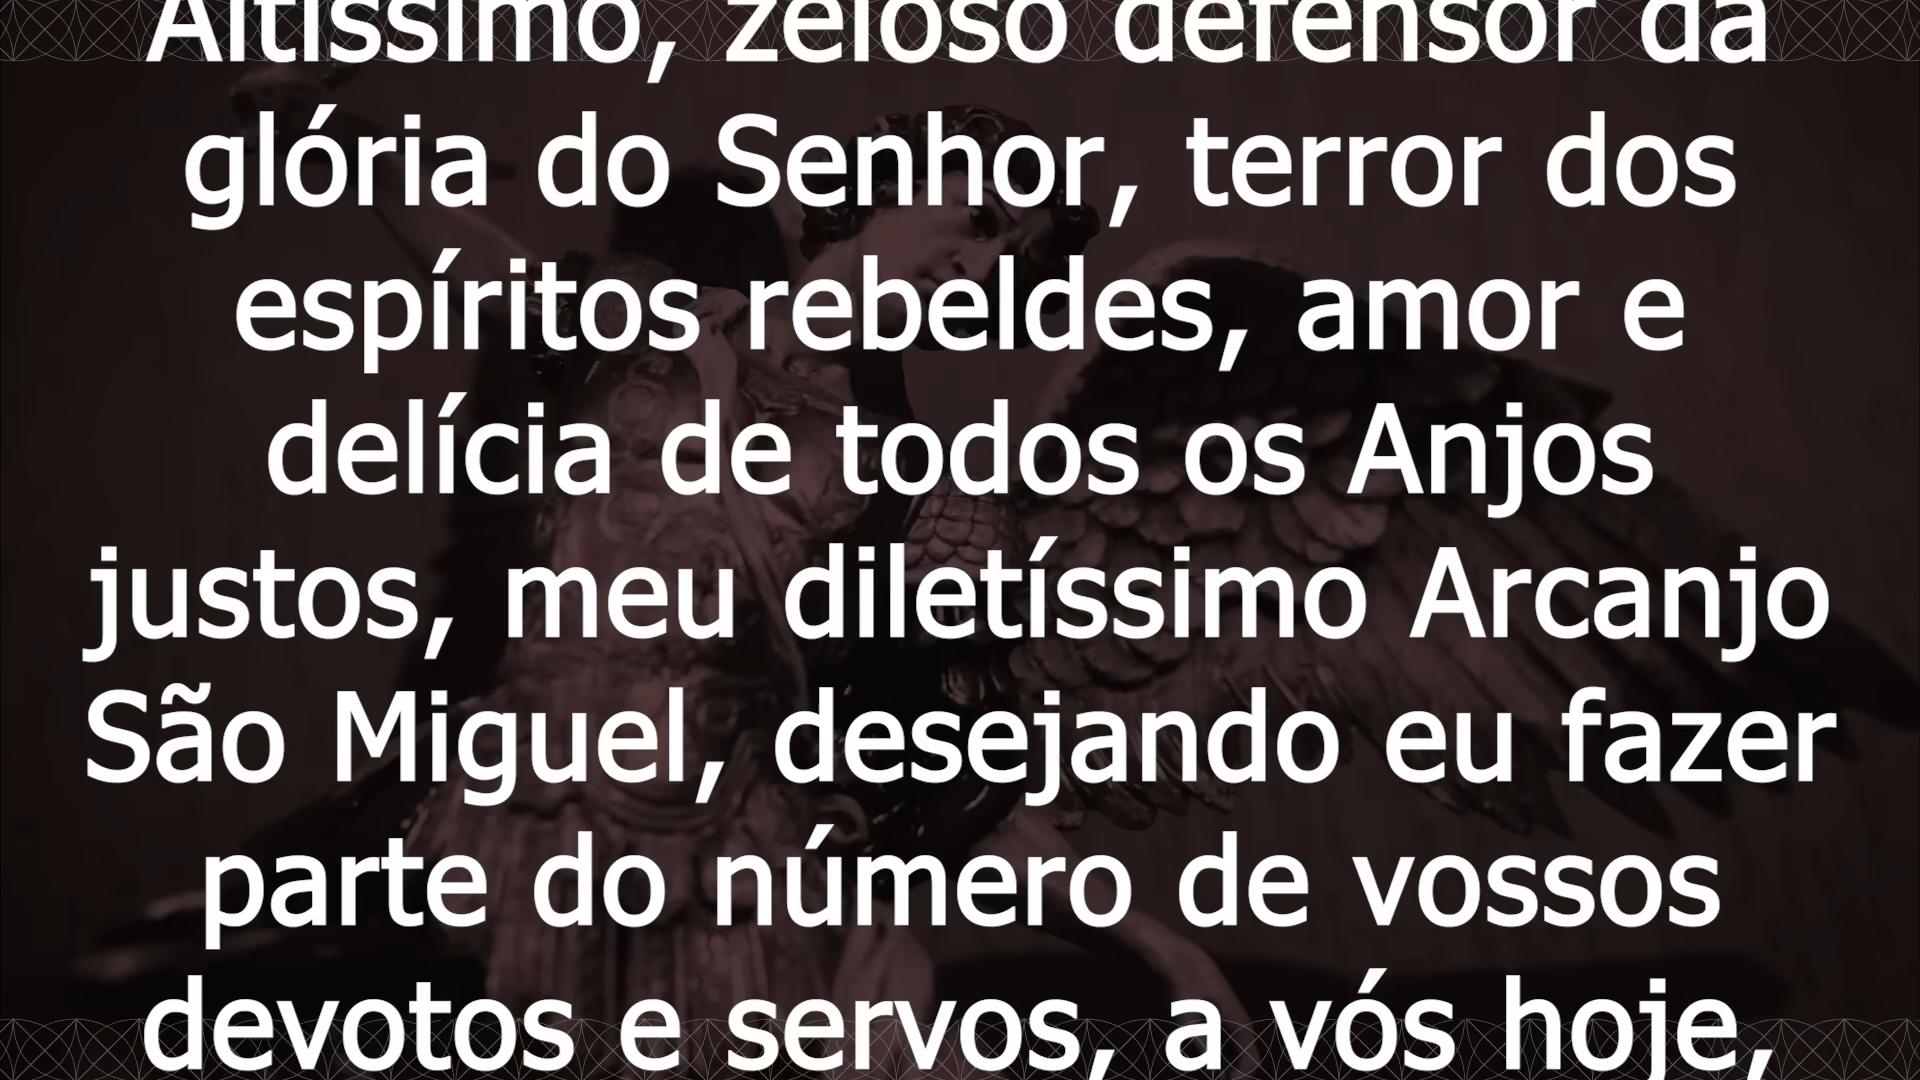 Altíssimo, zeloso defensor da
glória do Senhor, terror dos
espíritos rebeldes, amor e
delícia de todos os Anjos
justos, meu diletíssimo Arcanjo
São Miguel, desejando eu fazer
parte do número de vossos
devotos e servos, a vós hoje,